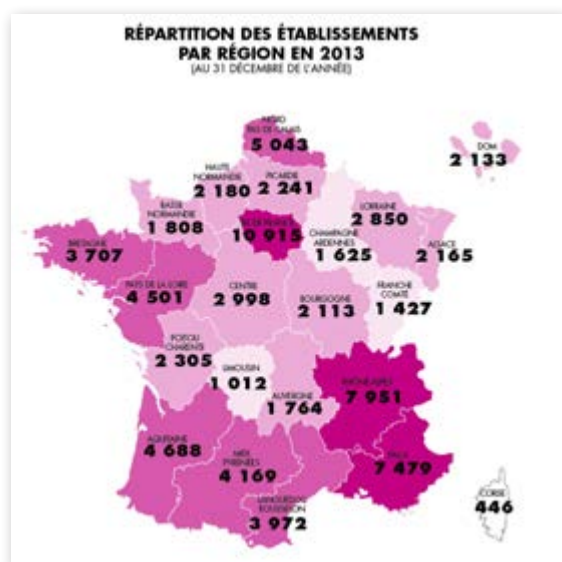 RÉPARTITION DES ÉTABLISSEMENTS
PAR RÉGION EN 2013
(AU 31 DÉCEMBRE DE L'ANNÉE)
NORD
PAS DE CALAIS
5 043
DOM
2 133
HAUTE
NORMANDIE
2 180
PICARDIE
2 241
BASSE
NORMANDIE
1 808
ILE DE FRANCE
10 915
CHAMPAGNE
ARDENNES
1 625
LORRAINE
2 850
ALSACE
2 165
BRETAGNE
3 707
PAYS DE LA LOIRE
4 501
CENTRE
2 998
BOURGOGNE
2 113
FRANCHE
COMTÉ
1 427
POITOU
CHARENTE
2 305
LIMOUSIN
1 012
AUVERGNE
1 764
RHÔNE-ALPES
7 951
AQUITAINE
4 688
MIDI
PYRÉNÉES
4 169
LANGUEDOC
ROUSSILLON
3 972
PACA
7 479
CORSE
446